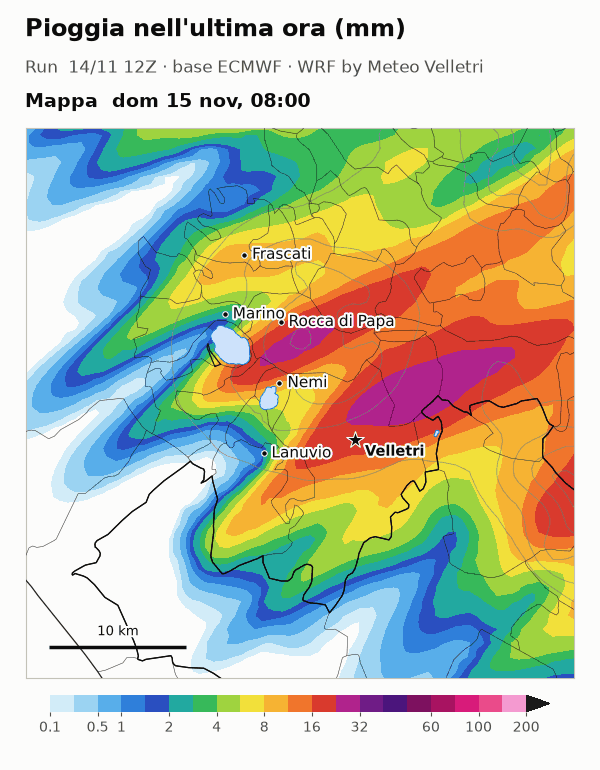 Pioggia nell'ultima ora (mm)
Run  14/11 12Z · base ECMWF · WRF by Meteo Velletri
Mappa  dom 15 nov, 08:00
Frascati
Marino
Rocca di Papa
Nemi
Velletri
Lanuvio
10 km
0.1 0.5 1 2 4 8 16 32 60 100 200